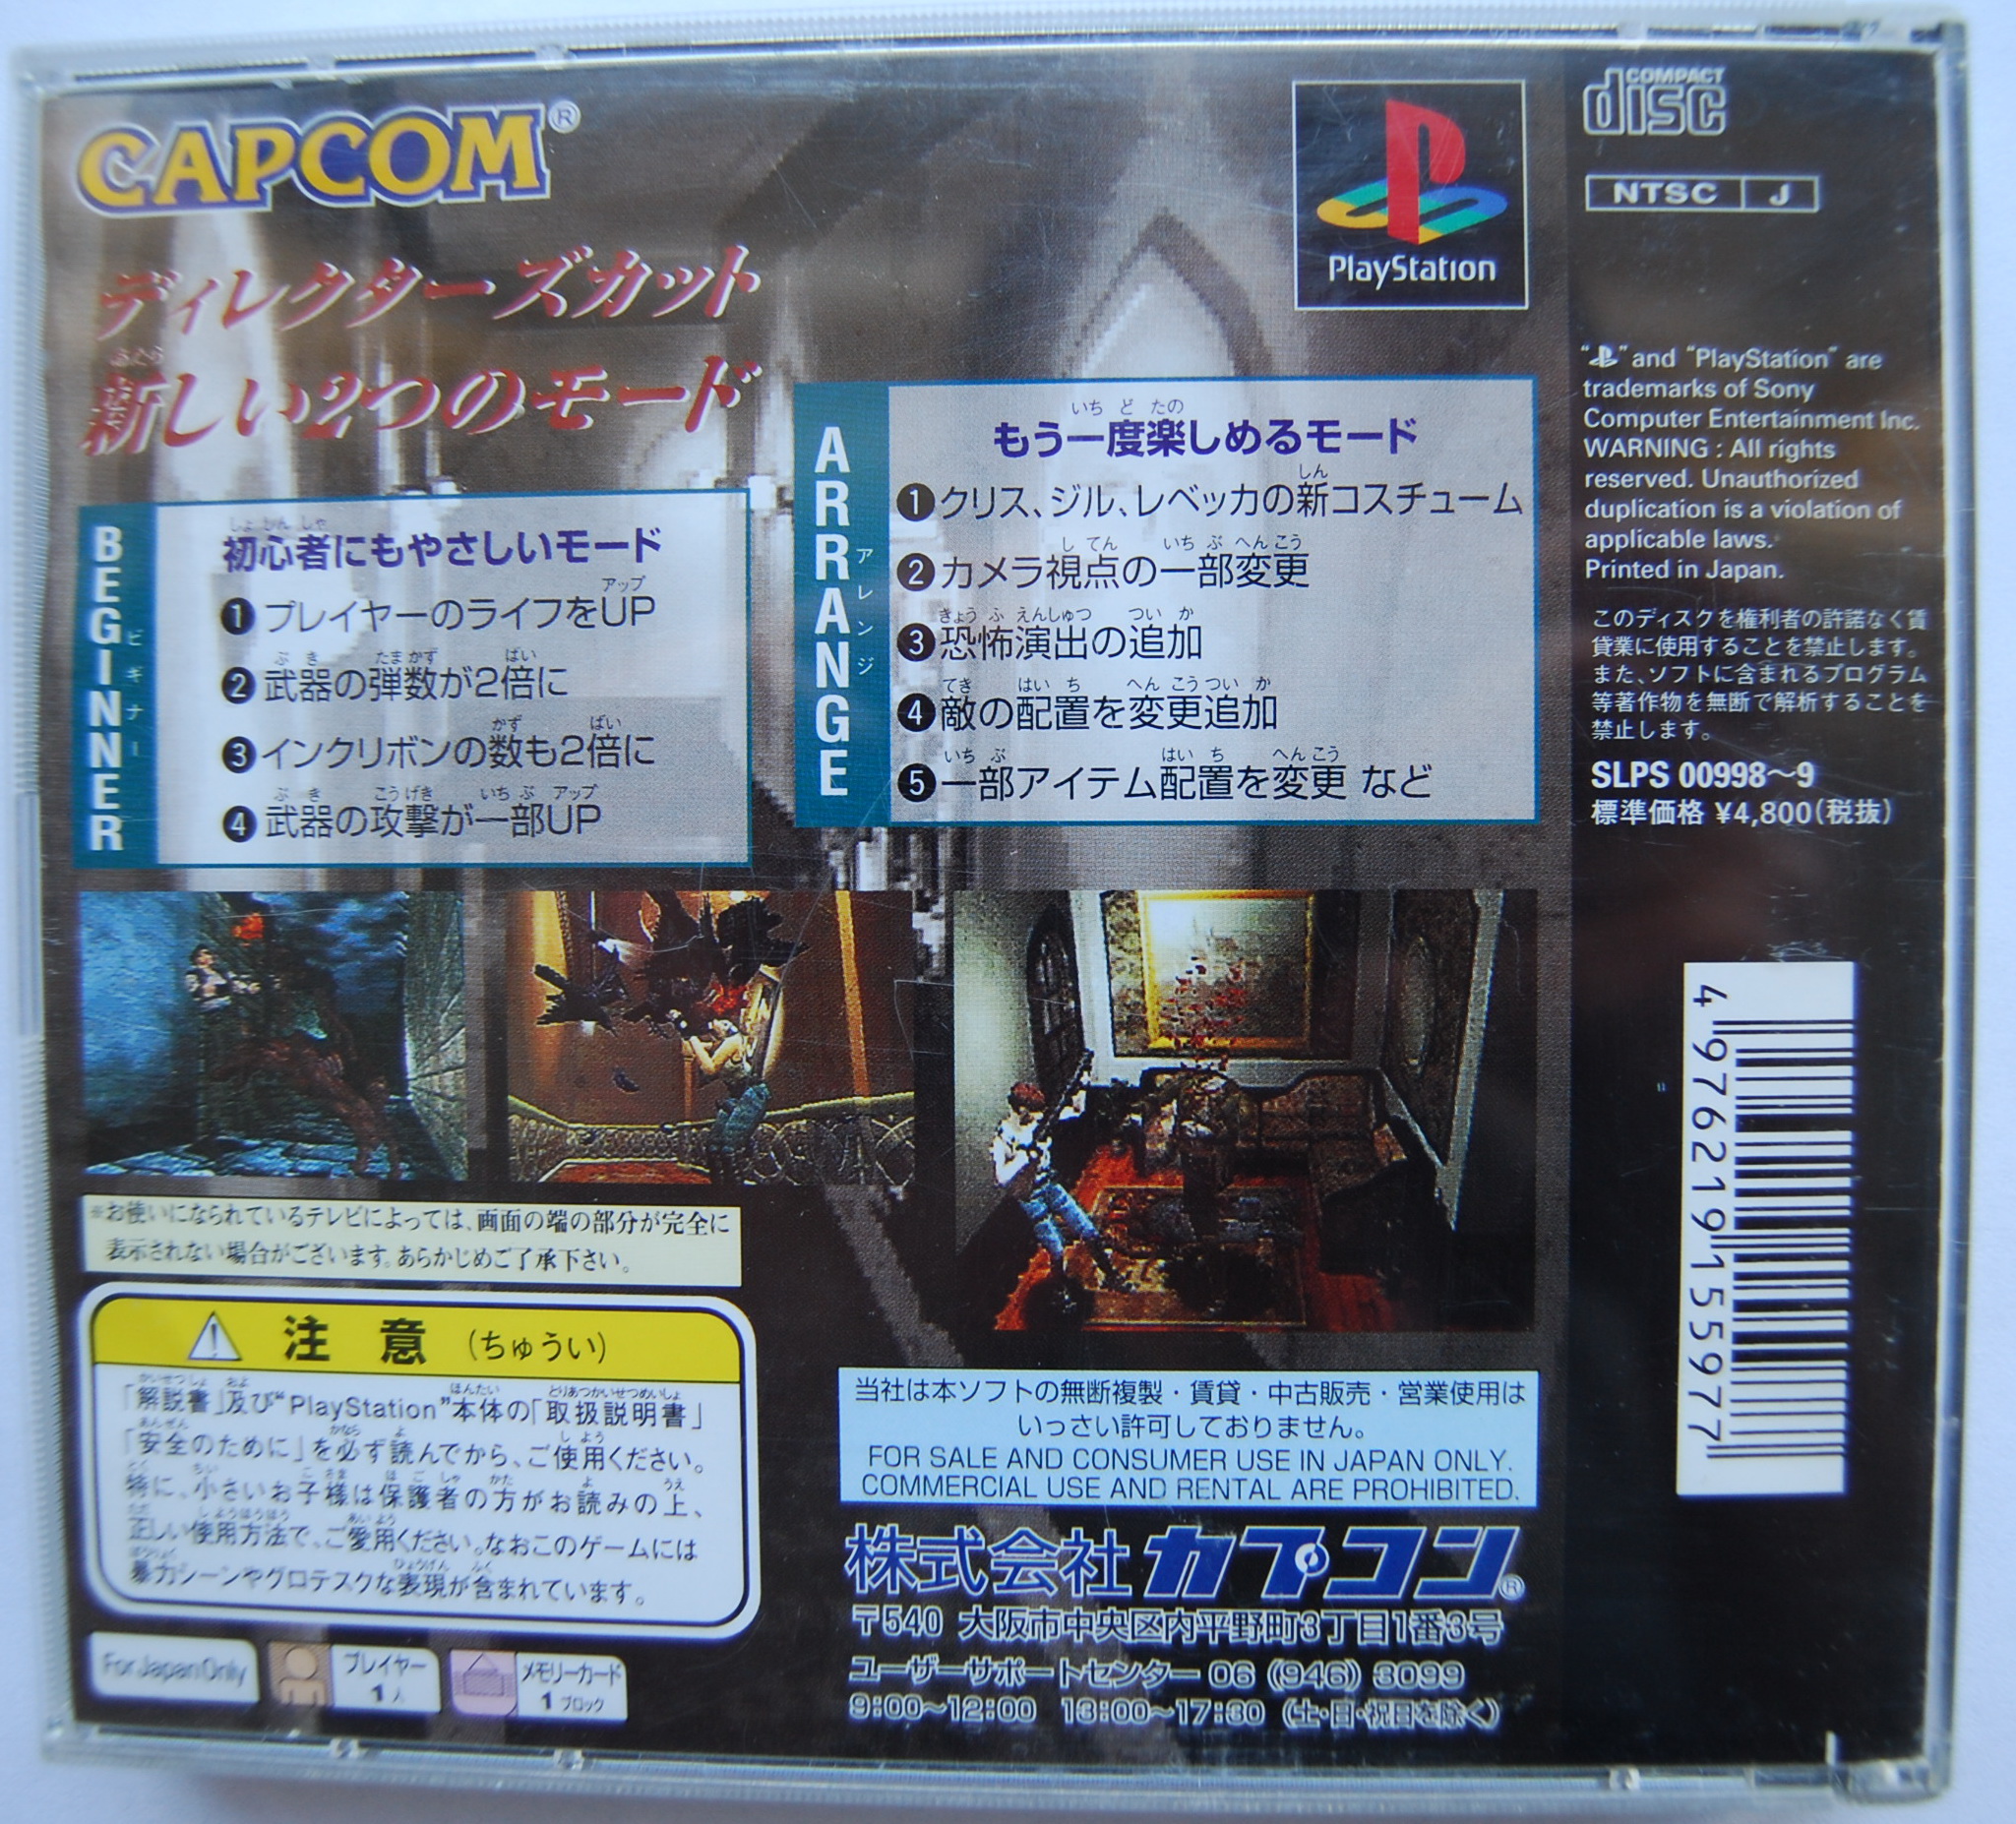 CAPCOM®
ディレクターズカット
新しい2つのモード
ふたつ
BEGINNER
ビギナー
初心者にもやさしいモード
❶プレイヤーのライフをUP
❷武器の弾数が2倍に
❸インクリボンの数も2倍に
❹武器の攻撃が一部UP
ARRANGE
アレンジ
もう一度楽しめるモード
❶クリス、ジル、レベッカの新コスチューム
❷カメラ視点の一部変更
❸恐怖演出の追加
❹敵の配置を変更追加
❺一部アイテム配置を変更 など
PlayStation
COMPACT
disc
NTSC J
“ ” and “PlayStation” are
trademarks of Sony
Computer Entertainment Inc.
WARNING : All rights
reserved. Unauthorized
duplication is a violation of
applicable laws.
Printed in Japan.
このディスクを権利者の許諾なく賃
貸業に使用することを禁止します。
また、ソフトに含まれるプログラム
等著作物を無断で解析することを
禁止します。
SLPS 00998〜9
標準価格 ¥4,800(税抜)
4 976219 155977
※お使いになられているテレビによっては、画面の端の部分が完全に
表示されない場合がございます。あらかじめご了承下さい。
注意(ちゅうい)
「解説書」及び“PlayStation”本体の「取扱説明書」
「安全のために」を必ず読んでから、ご使用ください。
特に、小さいお子様は保護者の方がお読みの上、
正しい使用方法で、ご愛用ください。なおこのゲームには
暴力シーンやグロテスクな表現が含まれています。
For Japan Only
プレイヤー
1人
メモリーカード
1ブロック
当社は本ソフトの無断複製・賃貸・中古販売・営業使用は
いっさい許可しておりません。
FOR SALE AND CONSUMER USE IN JAPAN ONLY.
COMMERCIAL USE AND RENTAL ARE PROHIBITED.
株式会社カプコン®
〒540 大阪市中央区内平野町3丁目1番3号
ユーザーサポートセンター 06 (946) 3099
9:00〜12:00 13:00〜17:30 (土・日・祝日を除く)